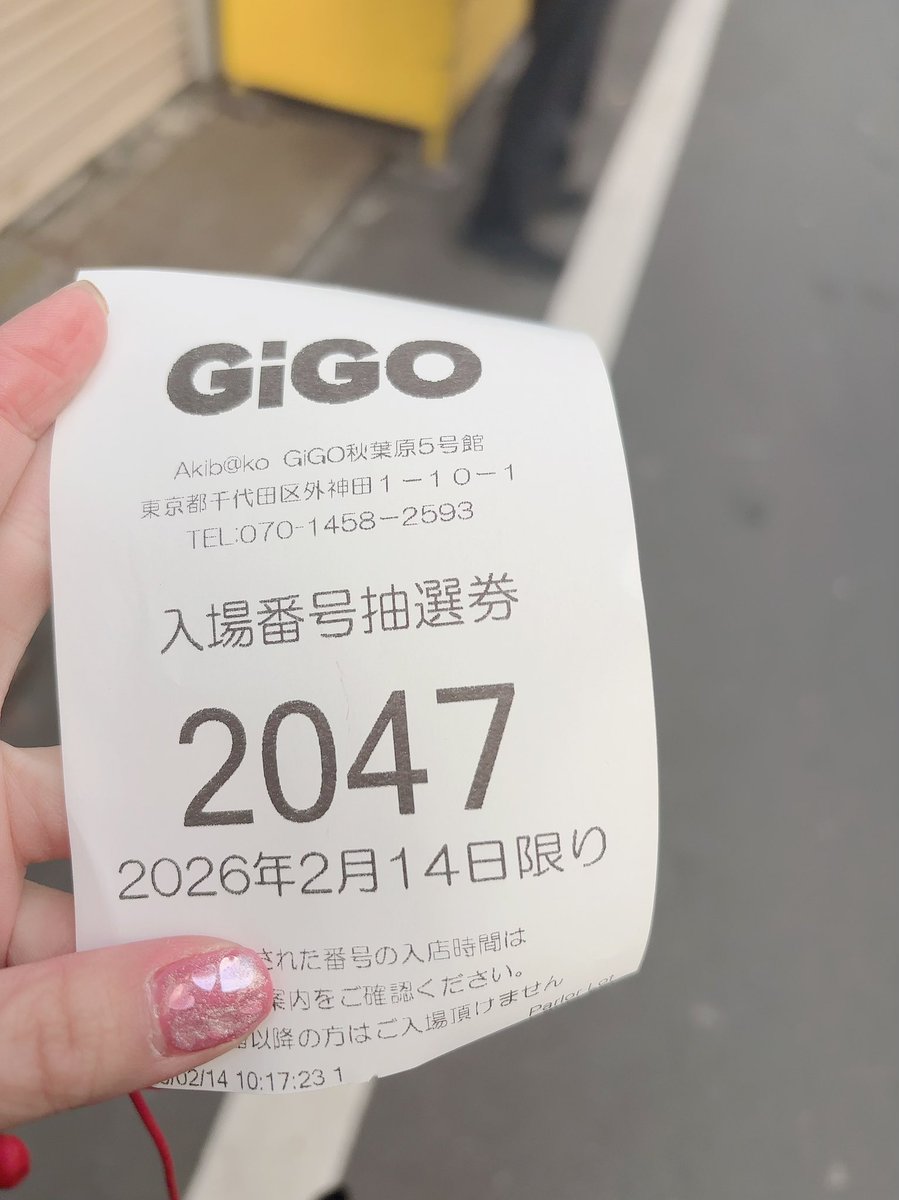 GiGO
Akib@ko GiGO秋葉原5号館
東京都千代田区外神田1-10-1
TEL:070-1458-2593
入場番号抽選券
2047
2026年2月14日限り
された番号の入店時間は
案内をご確認ください。
以降の方はご入場頂けません
Parlor
/02/14 10:17:23 1